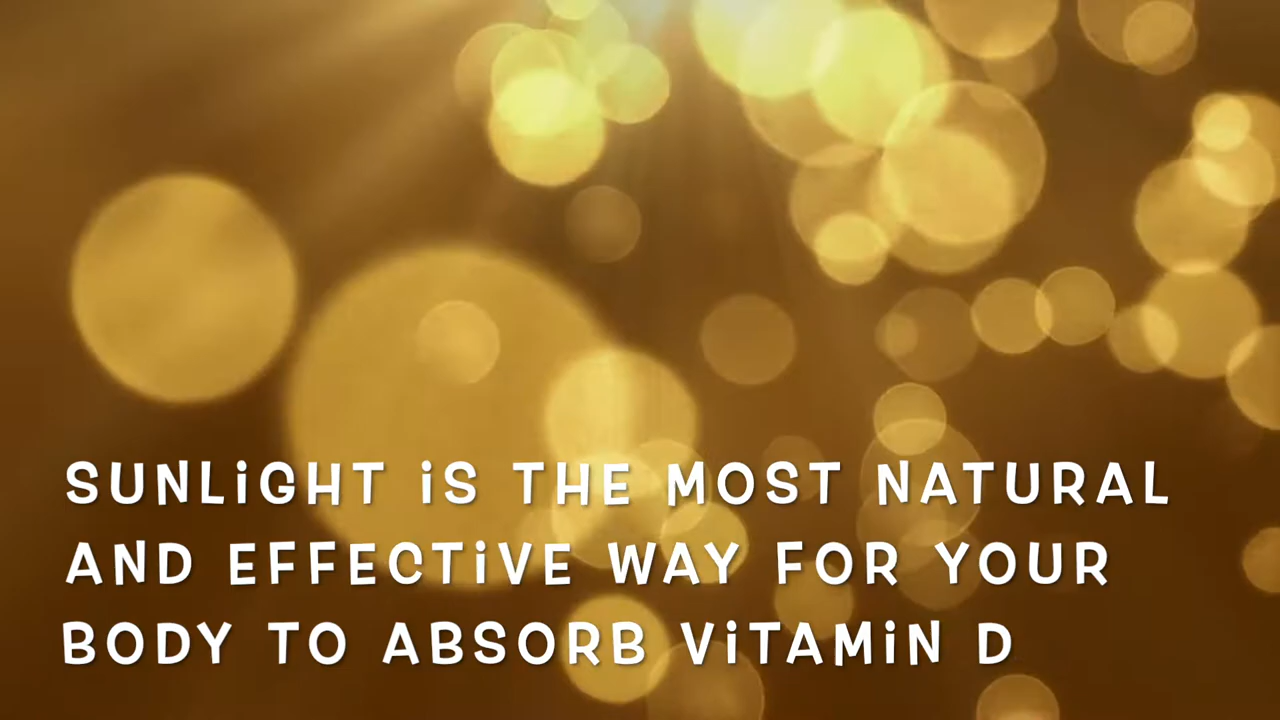 SUNLiGHT iS THE MOST NATURAL
AND EFFECTiVE WAY FOR YOUR
BODY TO ABSORB ViTAMiN D